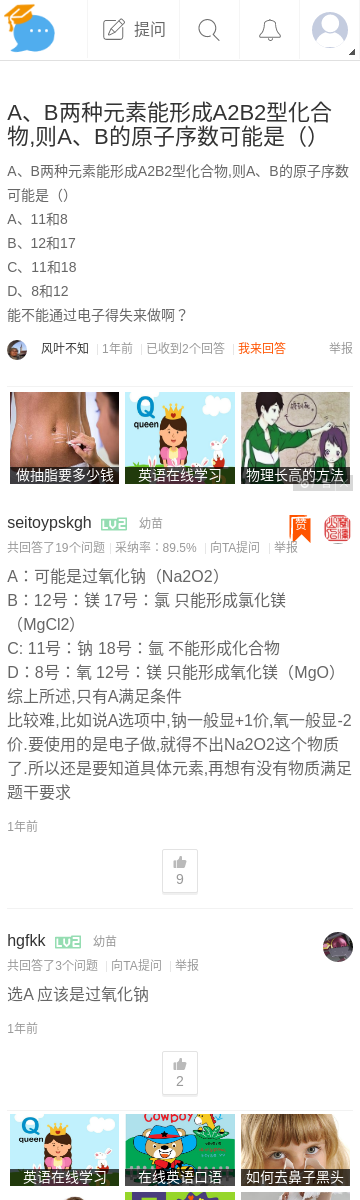 提问
A、B两种元素能形成A2B2型化合
物,则A、B的原子序数可能是（）
A、B两种元素能形成A2B2型化合物,则A、B的原子序数
可能是（）
A、11和8
B、12和17
C、11和18
D、8和12
能不能通过电子得失来做啊？
风叶不知 1年前 已收到2个回答 我来回答 举报
Q
queen
做抽脂要多少钱 英语在线学习 物理长高的方法
seitoypskgh LV2 幼苗 赞
共回答了19个问题 采纳率：89.5% 向TA提问 举报
A：可能是过氧化钠（Na2O2）
B：12号：镁 17号：氯 只能形成氯化镁
（MgCl2）
C: 11号：钠 18号：氩 不能形成化合物
D：8号：氧 12号：镁 只能形成氧化镁（MgO）
综上所述,只有A满足条件
比较难,比如说A选项中,钠一般显+1价,氧一般显-2
价.要使用的是电子做,就得不出Na2O2这个物质
了.所以还是要知道具体元素,再想有没有物质满足
题干要求
1年前
9
hgfkk LV2 幼苗
共回答了3个问题 向TA提问 举报
选A 应该是过氧化钠
1年前
2
Q
queen
COWBOY
英语在线学习 在线英语口语 如何去鼻子黑头